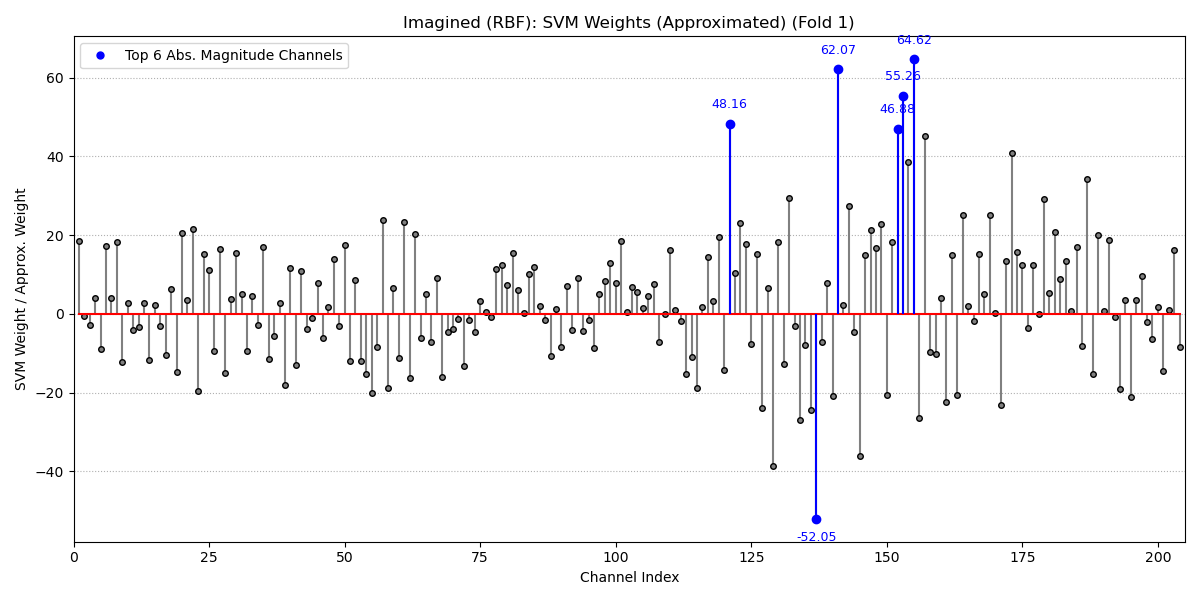 Imagined (RBF): SVM Weights (Approximated) (Fold 1)
Top 6 Abs. Magnitude Channels
64.62
62.07
55.26
48.16
46.88
-52.05
60
40
20
0
−20
−40
SVM Weight / Approx. Weight
0 25 50 75 100 125 150 175 200
Channel Index